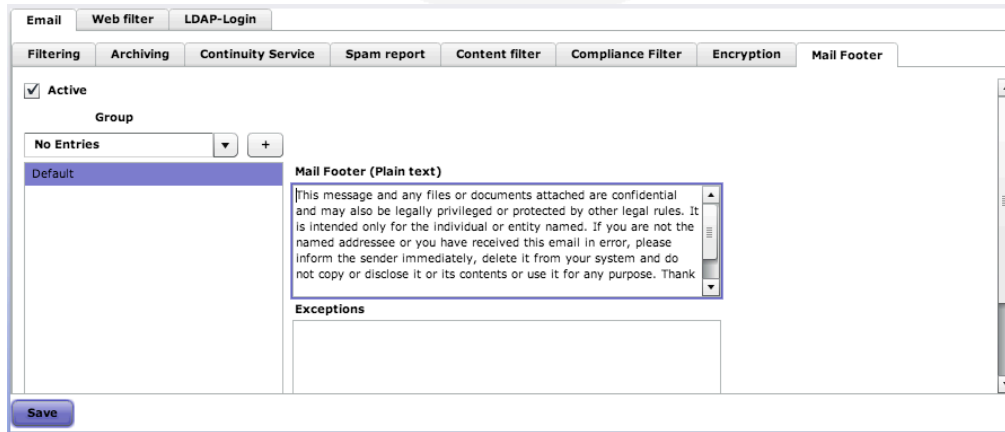 Email Web filter LDAP-Login
Filtering Archiving Continuity Service Spam report Content filter Compliance Filter Encryption Mail Footer
Active
Group
No Entries +
Default
Mail Footer (Plain text)
This message and any files or documents attached are confidential
and may also be legally privileged or protected by other legal rules. It
is intended only for the individual or entity named. If you are not the
named addressee or you have received this email in error, please
inform the sender immediately, delete it from your system and do
not copy or disclose it or its contents or use it for any purpose. Thank
Exceptions
Save